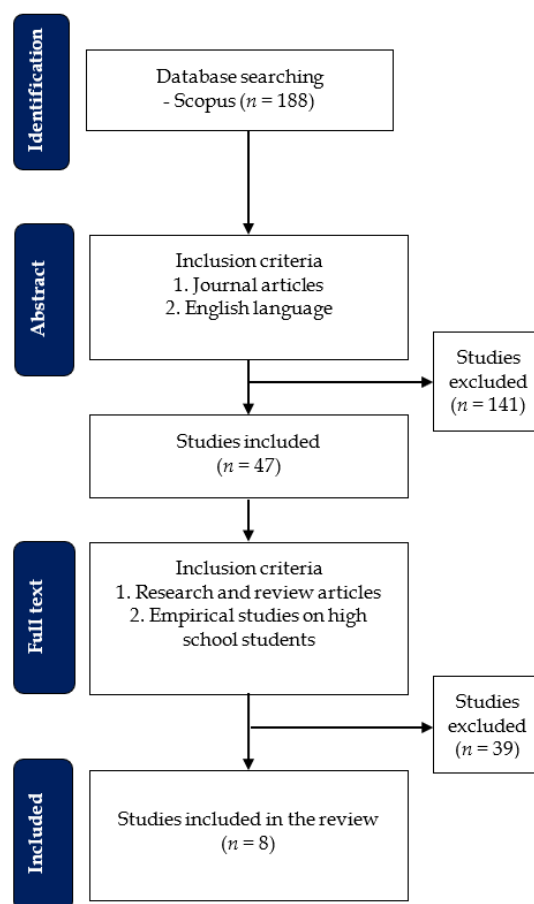 Identification
Database searching
- Scopus (n = 188)
Abstract
Inclusion criteria
1. Journal articles
2. English language
Studies
excluded
(n = 141)
Studies included
(n = 47)
Full text
Inclusion criteria
1. Research and review articles
2. Empirical studies on high
school students
Studies
excluded
(n = 39)
Included
Studies included in the review
(n = 8)